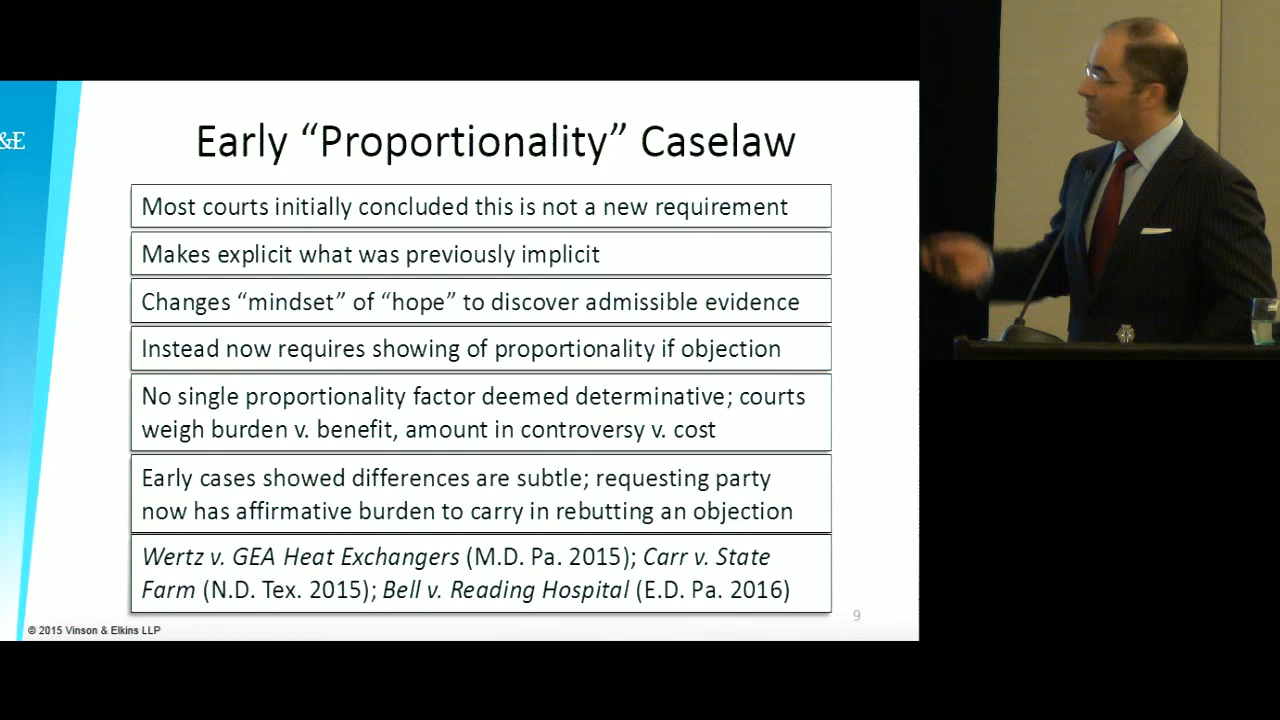 &E
Early “Proportionality” Caselaw
Most courts initially concluded this is not a new requirement
Makes explicit what was previously implicit
Changes “mindset” of “hope” to discover admissible evidence
Instead now requires showing of proportionality if objection
No single proportionality factor deemed determinative; courts
weigh burden v. benefit, amount in controversy v. cost
Early cases showed differences are subtle; requesting party
now has affirmative burden to carry in rebutting an objection
Wertz v. GEA Heat Exchangers (M.D. Pa. 2015); Carr v. State
Farm (N.D. Tex. 2015); Bell v. Reading Hospital (E.D. Pa. 2016)
9
© 2015 Vinson & Elkins LLP